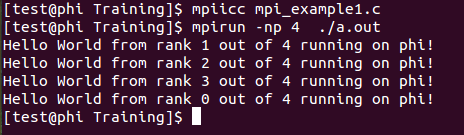 [test@phi Training]$ mpiicc mpi_example1.c
[test@phi Training]$ mpirun -np 4  ./a.out
Hello World from rank 1 out of 4 running on phi!
Hello World from rank 2 out of 4 running on phi!
Hello World from rank 3 out of 4 running on phi!
Hello World from rank 0 out of 4 running on phi!
[test@phi Training]$